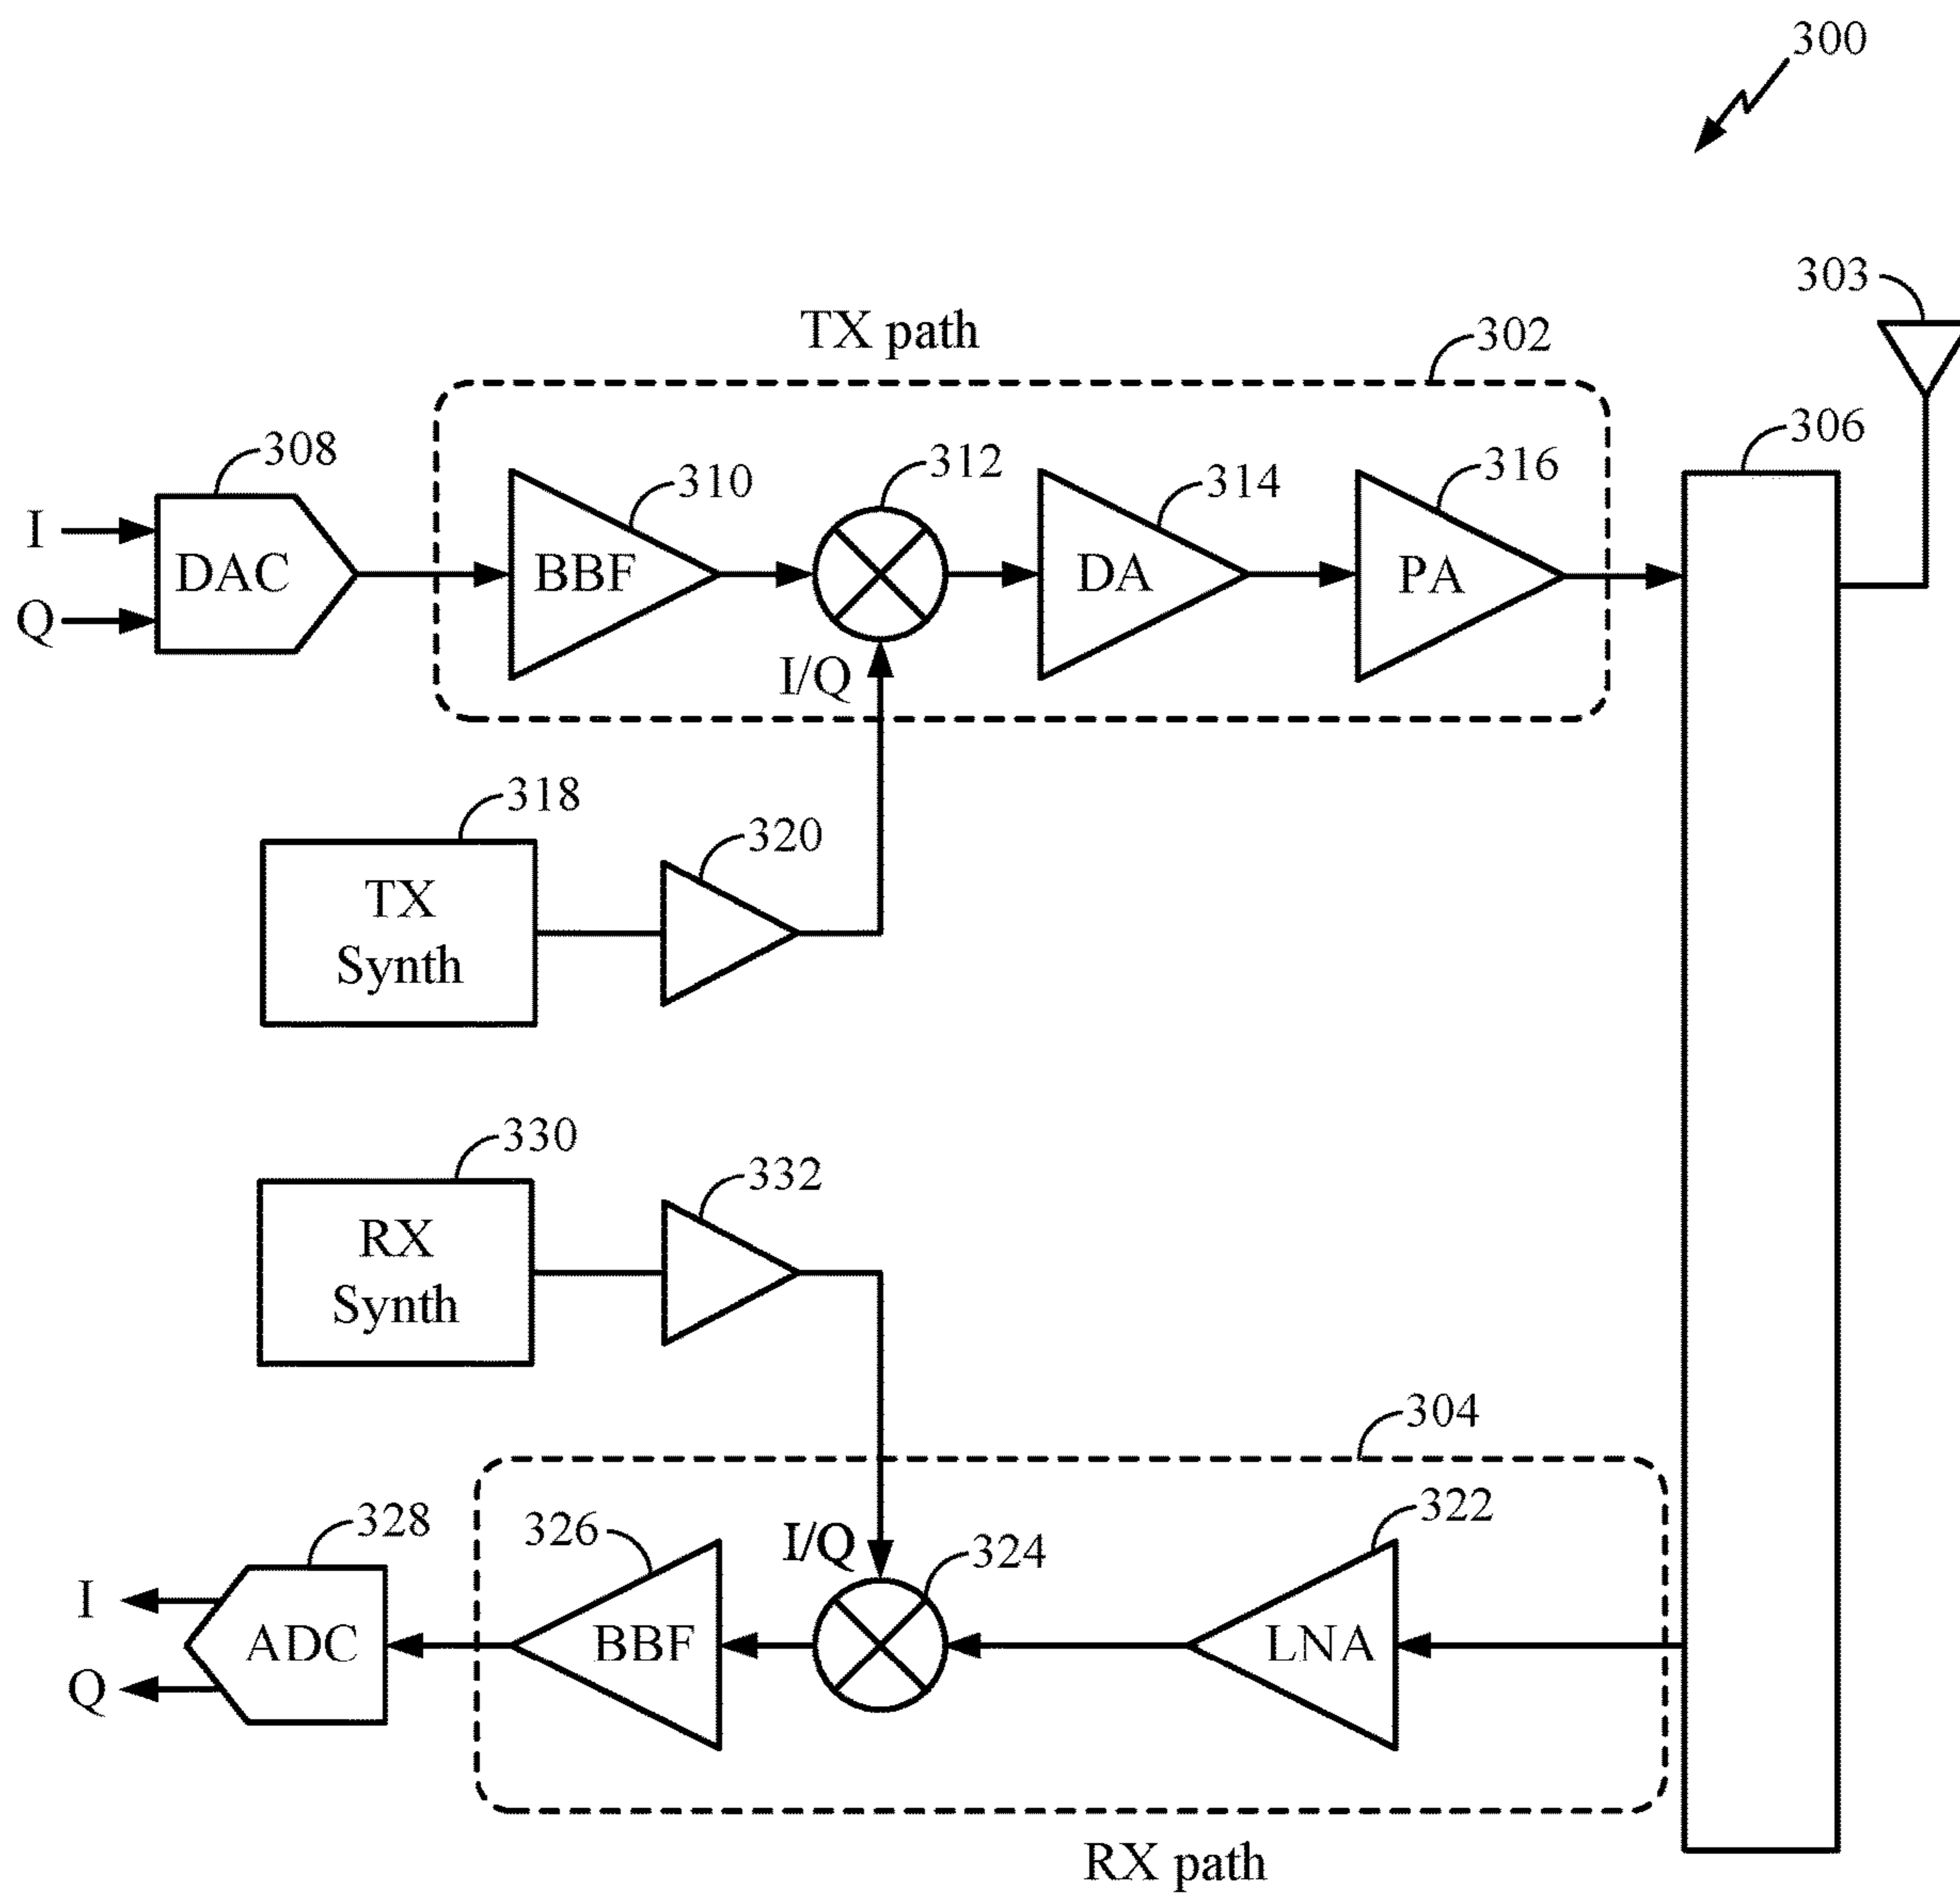 300
303
TX path
302
306
308
310
312
314
316
I
DAC
BBF
DA
PA
Q
I/Q
318
320
TX
Synth
330
332
RX
Synth
304
322
328
326
I/Q
324
I
ADC
BBF
LNA
Q
RX path